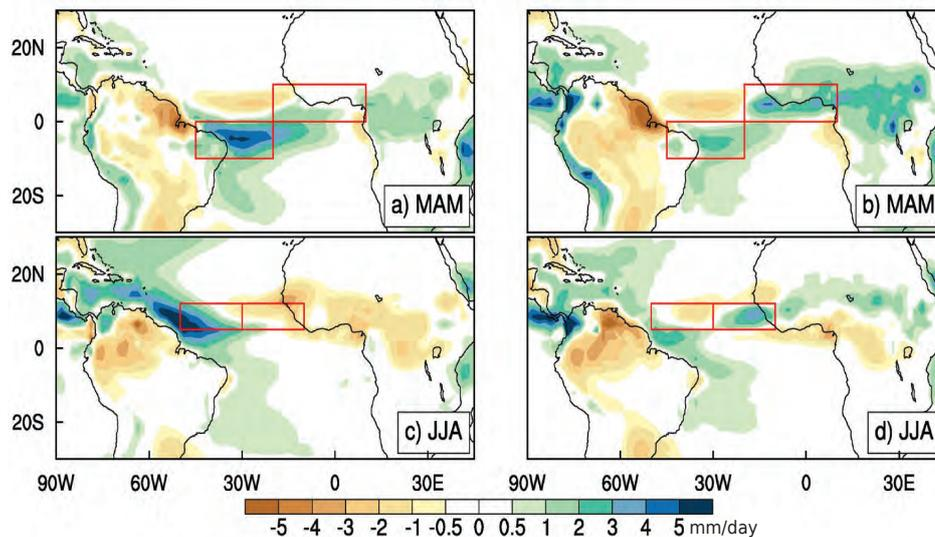 20N
0
20S
a) MAM
b) MAM
20N
0
20S
c) JJA
d) JJA
90W 60W 30W 0 30E 90W 60W 30W 0 30E
-5 -4 -3 -2 -1 -0.5 0 0.5 1 2 3 4 5 mm/day